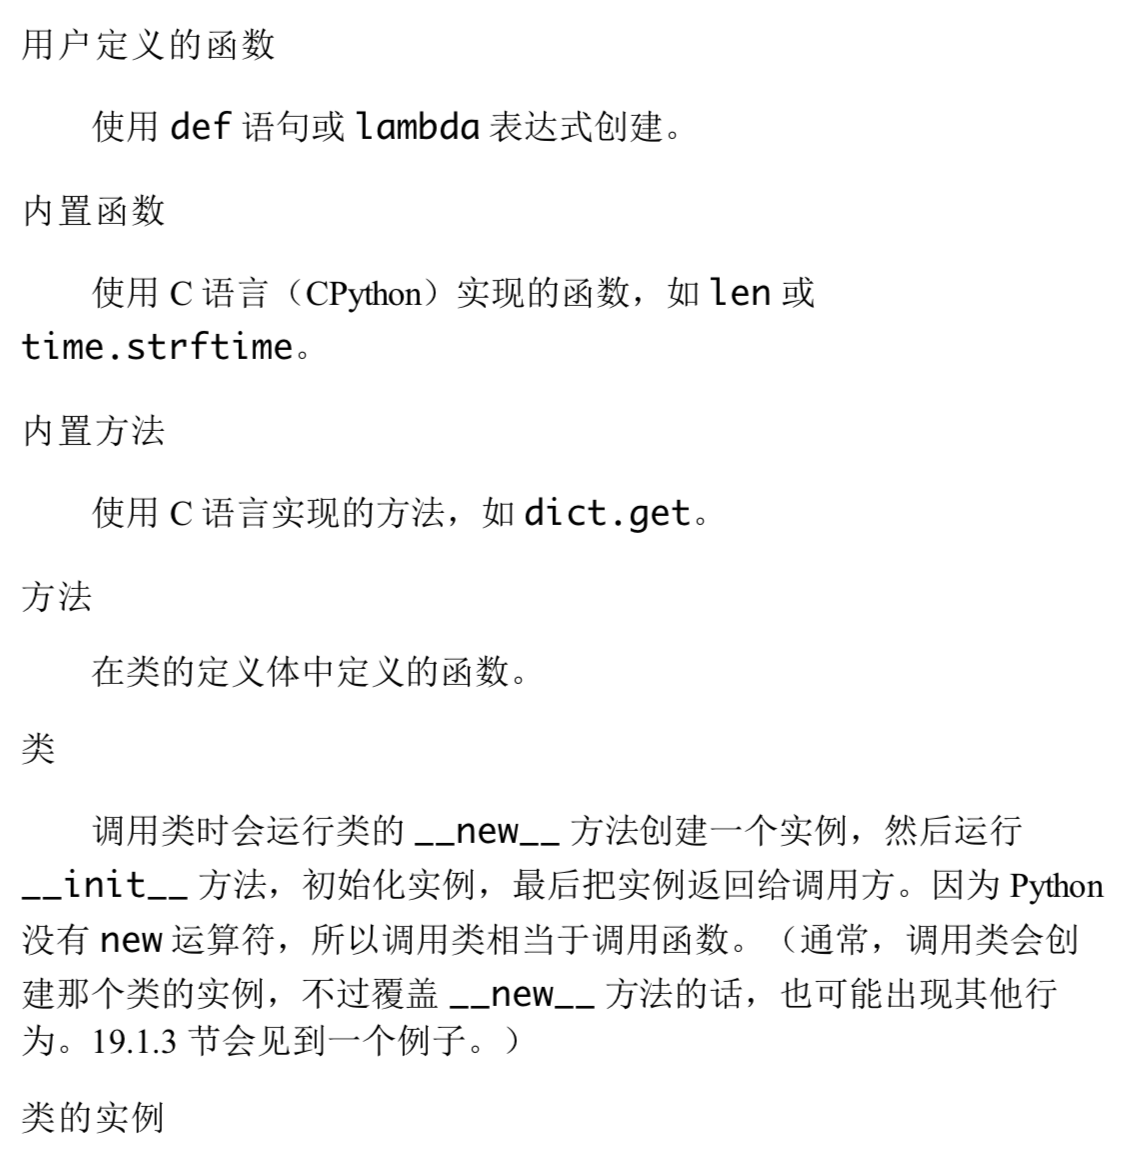 用户定义的函数
使用 def 语句或 lambda 表达式创建。
内置函数
使用 C 语言（CPython）实现的函数，如 len 或
time.strftime。
内置方法
使用 C 语言实现的方法，如 dict.get。
方法
在类的定义体中定义的函数。
类
调用类时会运行类的 __new__ 方法创建一个实例，然后运行
__init__ 方法，初始化实例，最后把实例返回给调用方。因为 Python
没有 new 运算符，所以调用类相当于调用函数。（通常，调用类会创
建那个类的实例，不过覆盖 __new__ 方法的话，也可能出现其他行
为。19.1.3 节会见到一个例子。）
类的实例